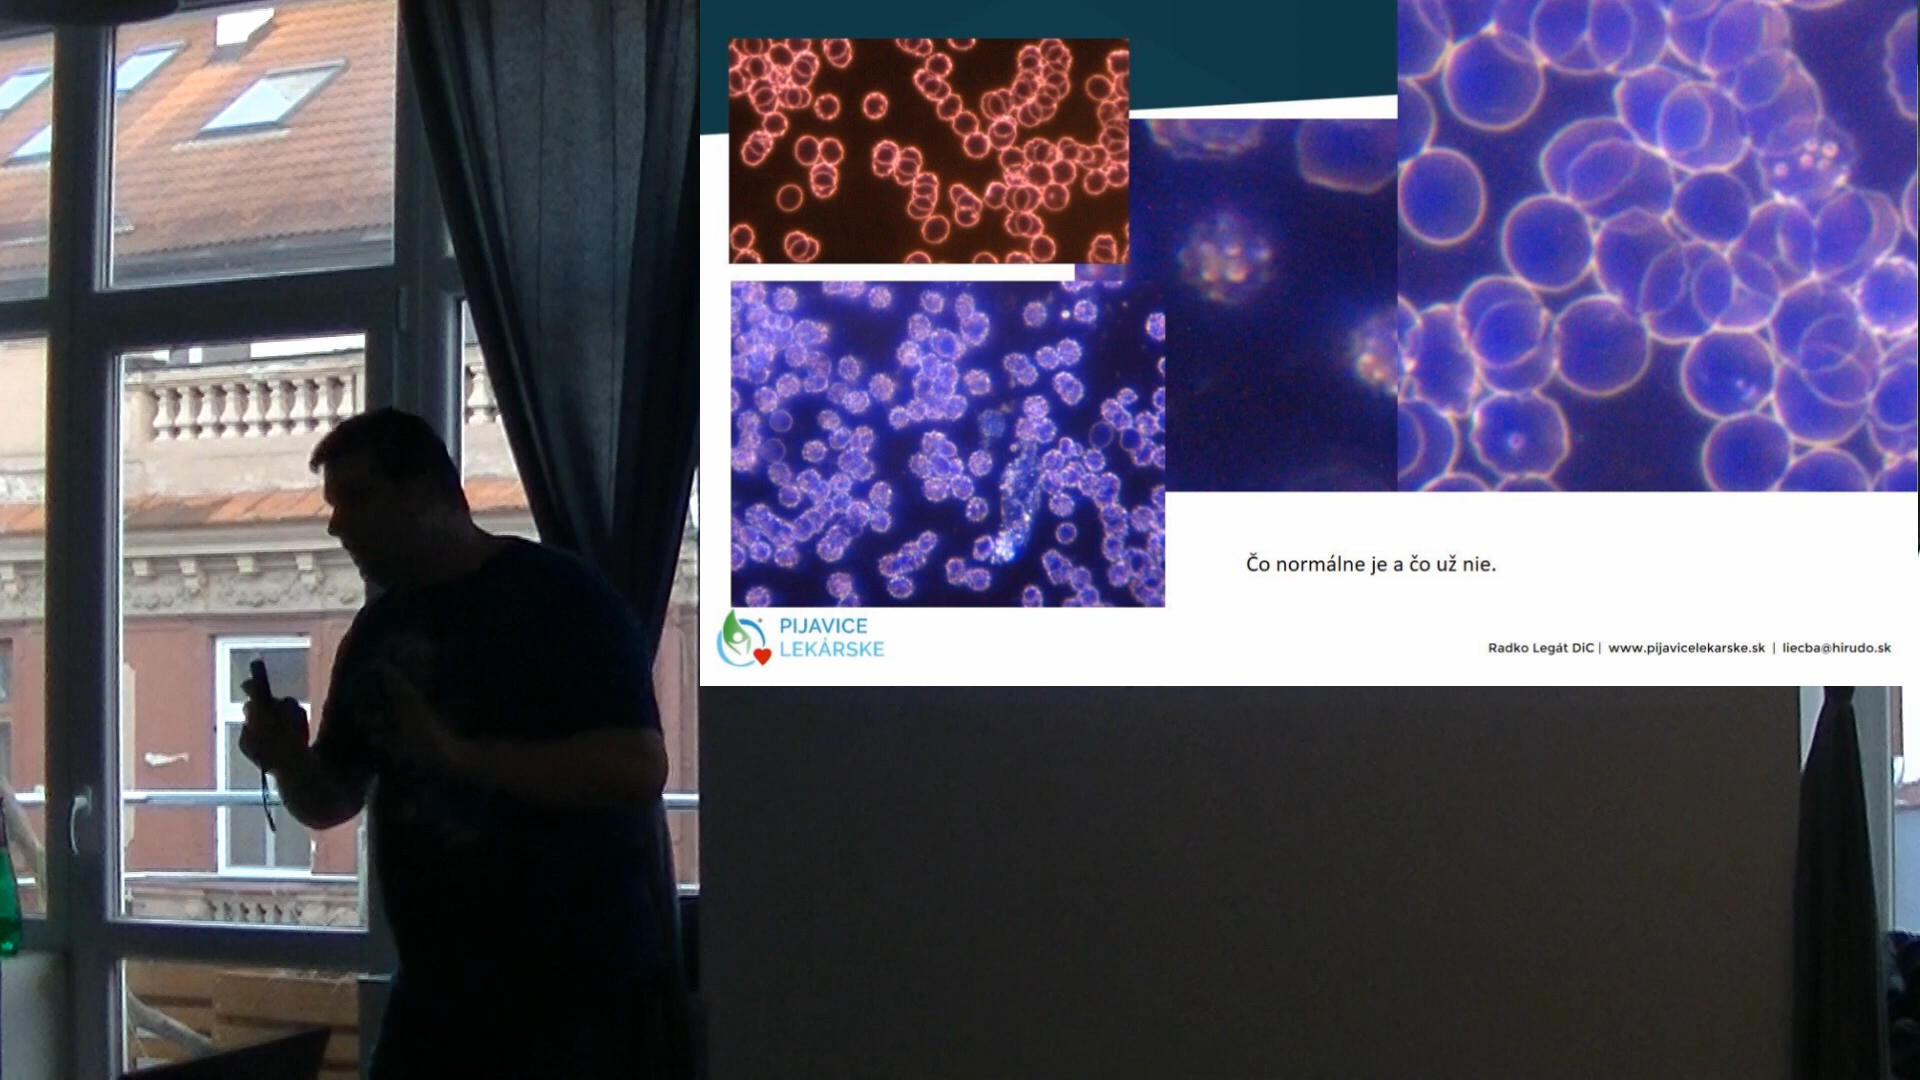 Čo normálne je a čo už nie.
PIJAVICE
LEKÁRSKE
Radko Legát DiC | www.pijavicelekarske.sk | liecba@hirudo.sk